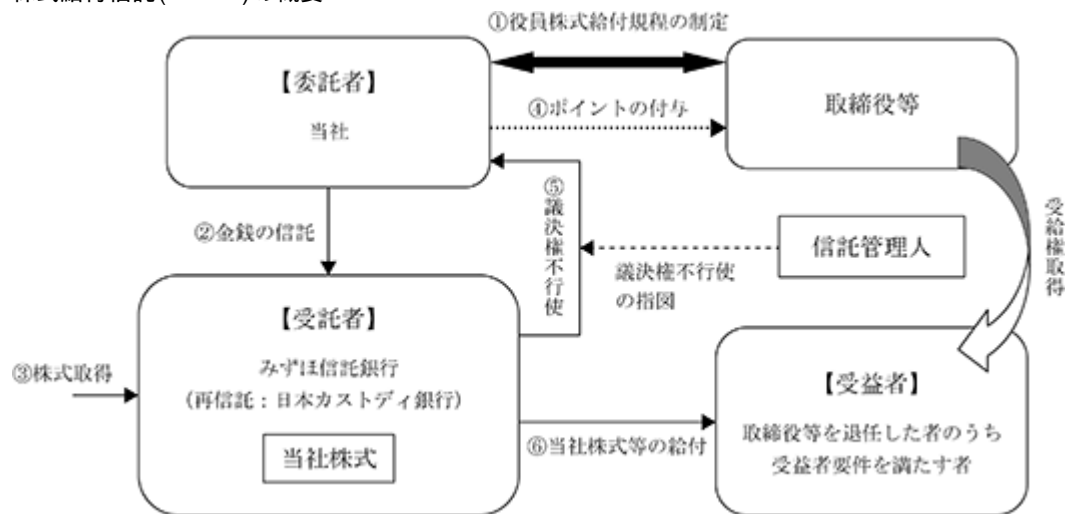 ①役員株式給付規程の制定
【委託者】
当社
取締役等
④ポイントの付与
②金銭の信託
⑤議決権不行使
議決権不行使
の指図
信託管理人
受給権取得
③株式取得
【受託者】
みずほ信託銀行
(再信託：日本カストディ銀行)
当社株式
⑥当社株式等の給付
【受益者】
取締役等を退任した者のうち
受益者要件を満たす者